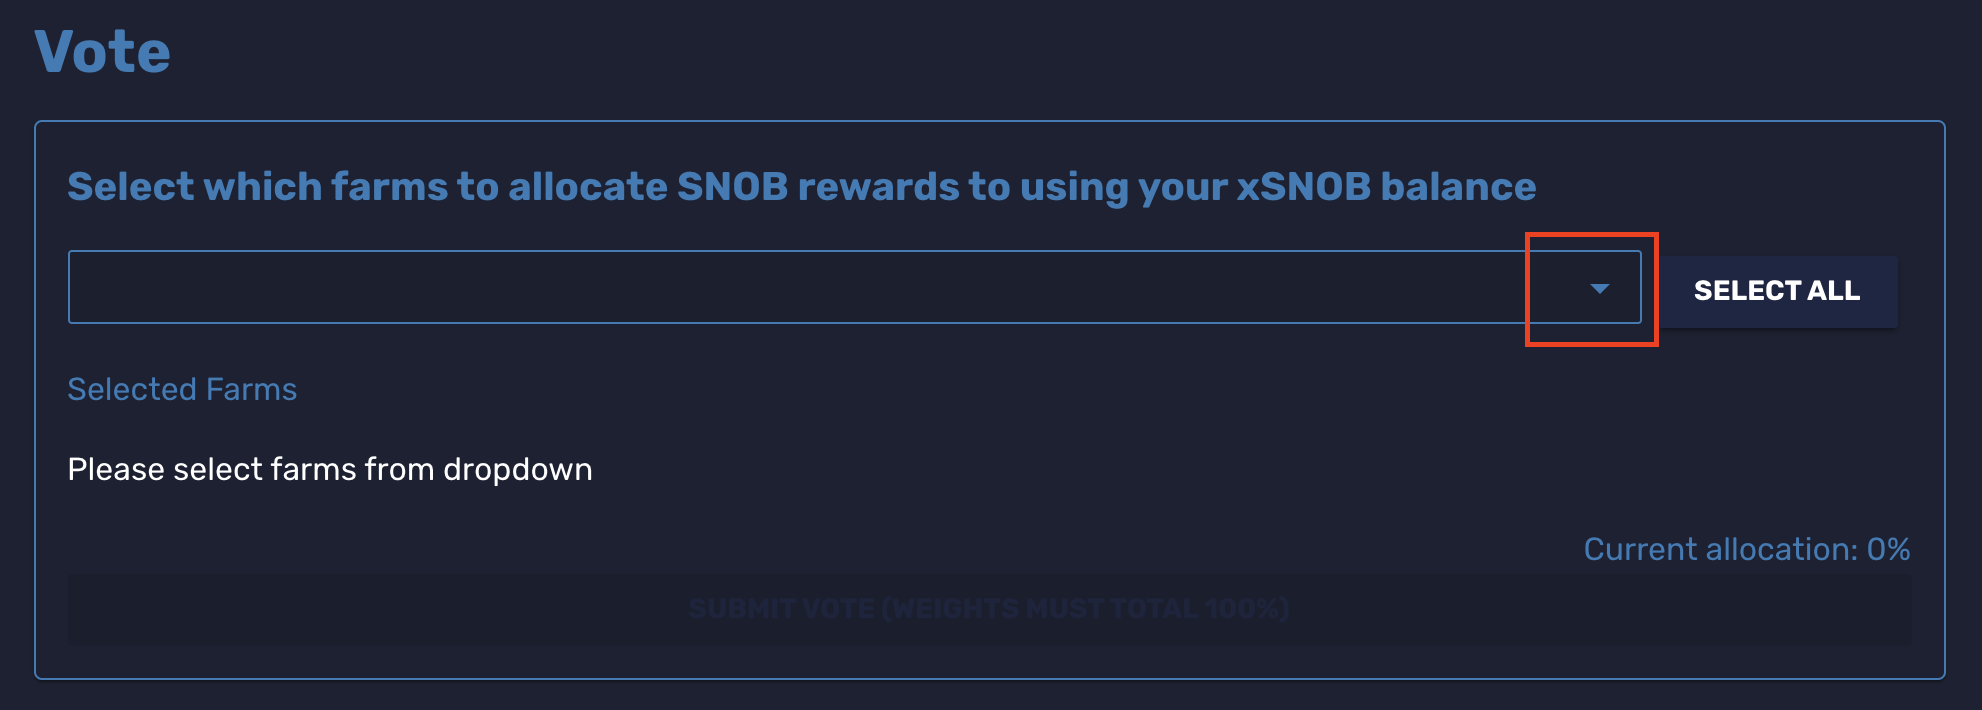 Vote
Select which farms to allocate SNOB rewards to using your xSNOB balance
SELECT ALL
Selected Farms
Please select farms from dropdown
Current allocation: 0%
SUBMIT VOTE (WEIGHTS MUST TOTAL 100%)